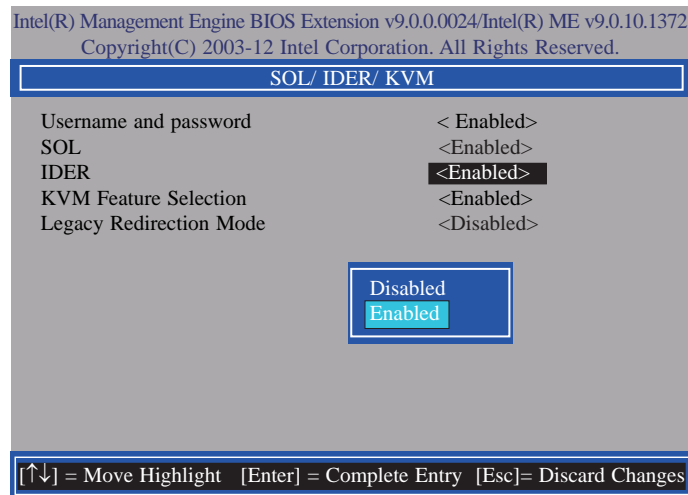 Intel(R) Management Engine BIOS Extension v9.0.0.0024/Intel(R) ME v9.0.10.1372
Copyright(C) 2003-12 Intel Corporation. All Rights Reserved.
SOL/ IDER/ KVM
Username and password < Enabled>
SOL <Enabled>
IDER <Enabled>
KVM Feature Selection <Enabled>
Legacy Redirection Mode <Disabled>
Disabled
Enabled
[↑↓] = Move Highlight [Enter] = Complete Entry [Esc]= Discard Changes